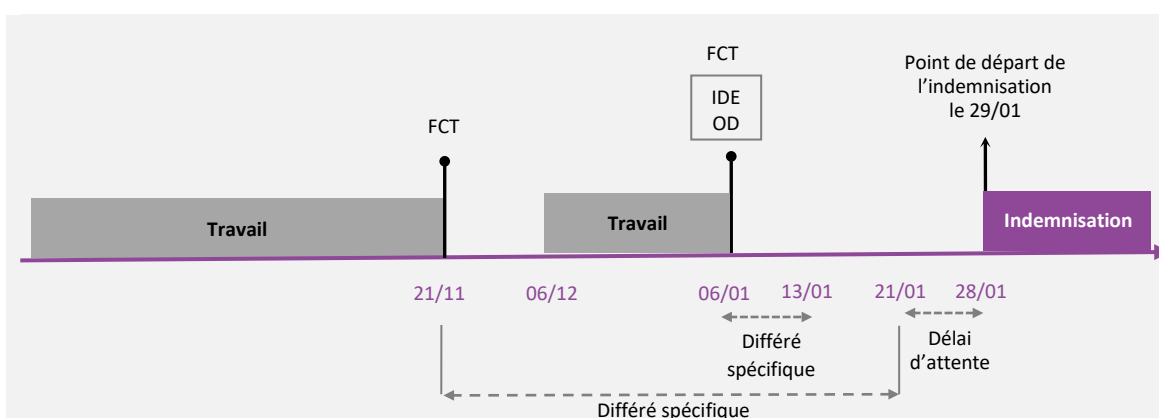 FCT
IDE
OD
FCT
Point de départ de
l’indemnisation
le 29/01
Travail
Travail
Indemnisation
21/11
06/12
06/01
13/01
21/01
28/01
Différé
spécifique
Délai
d’attente
Différé spécifique